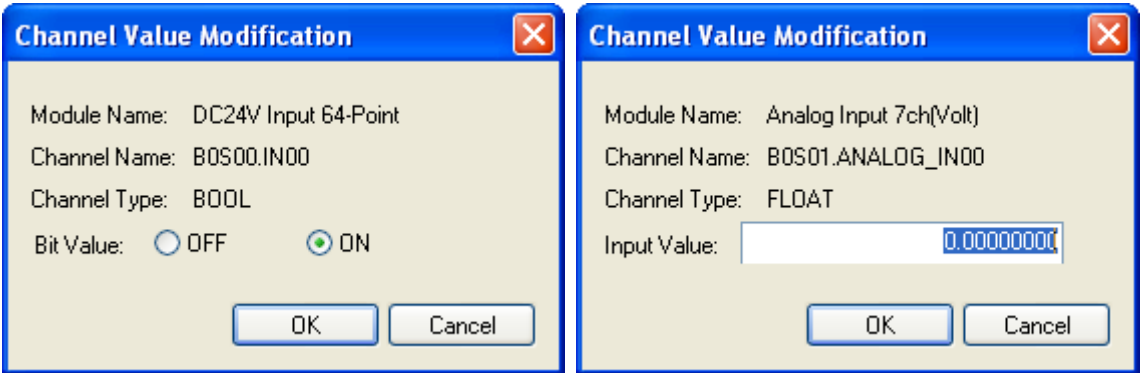 Channel Value Modification
Module Name: DC24V Input 64-Point
Channel Name: B0S00.IN00
Channel Type: BOOL
Bit Value: OFF ON
OK Cancel
Channel Value Modification
Module Name: Analog Input 7ch(Volt)
Channel Name: B0S01.ANALOG_IN00
Channel Type: FLOAT
Input Value: 0.00000000
OK Cancel